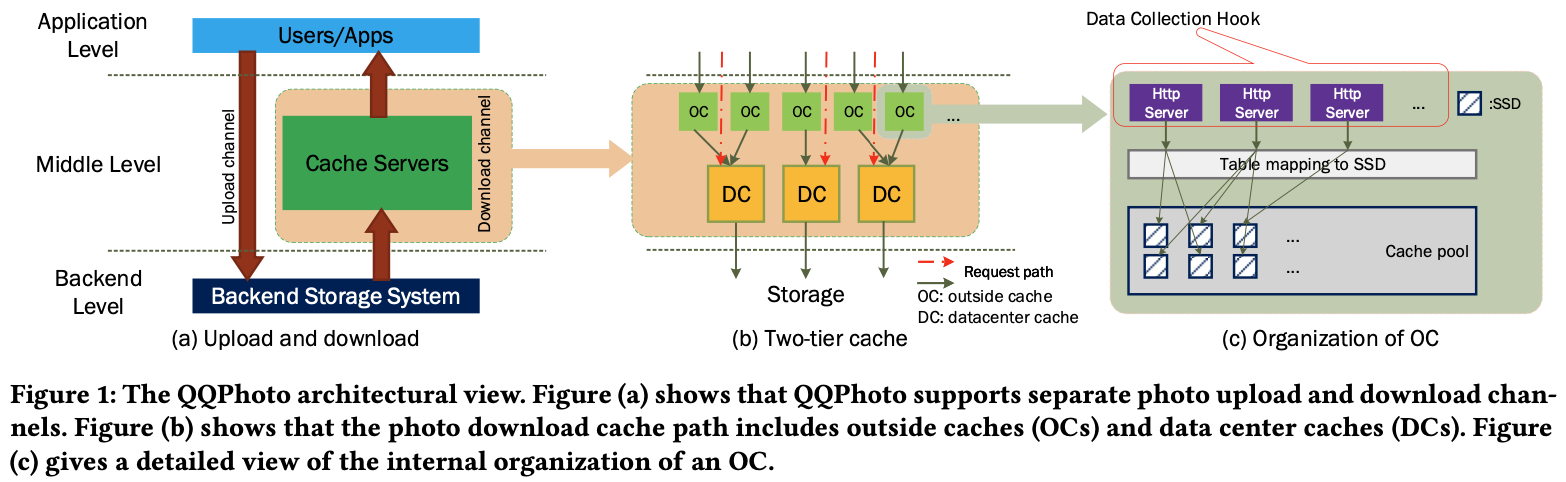 Application
Level
Users/Apps
Upload channel
Download channel
Middle Level
Cache Servers
Backend
Level
Backend Storage System
(a) Upload and download
OC
OC
OC
OC
OC
...
DC
DC
DC
Storage
Request path
OC: outside cache
DC: datacenter cache
(b) Two-tier cache
Data Collection Hook
Http
Server
Http
Server
Http
Server
...
:SSD
Table mapping to SSD
...
...
Cache pool
(c) Organization of OC
Figure 1: The QQPhoto architectural view. Figure (a) shows that QQPhoto supports separate photo upload and download chan-
nels. Figure (b) shows that the photo download cache path includes outside caches (OCs) and data center caches (DCs). Figure
(c) gives a detailed view of the internal organization of an OC.